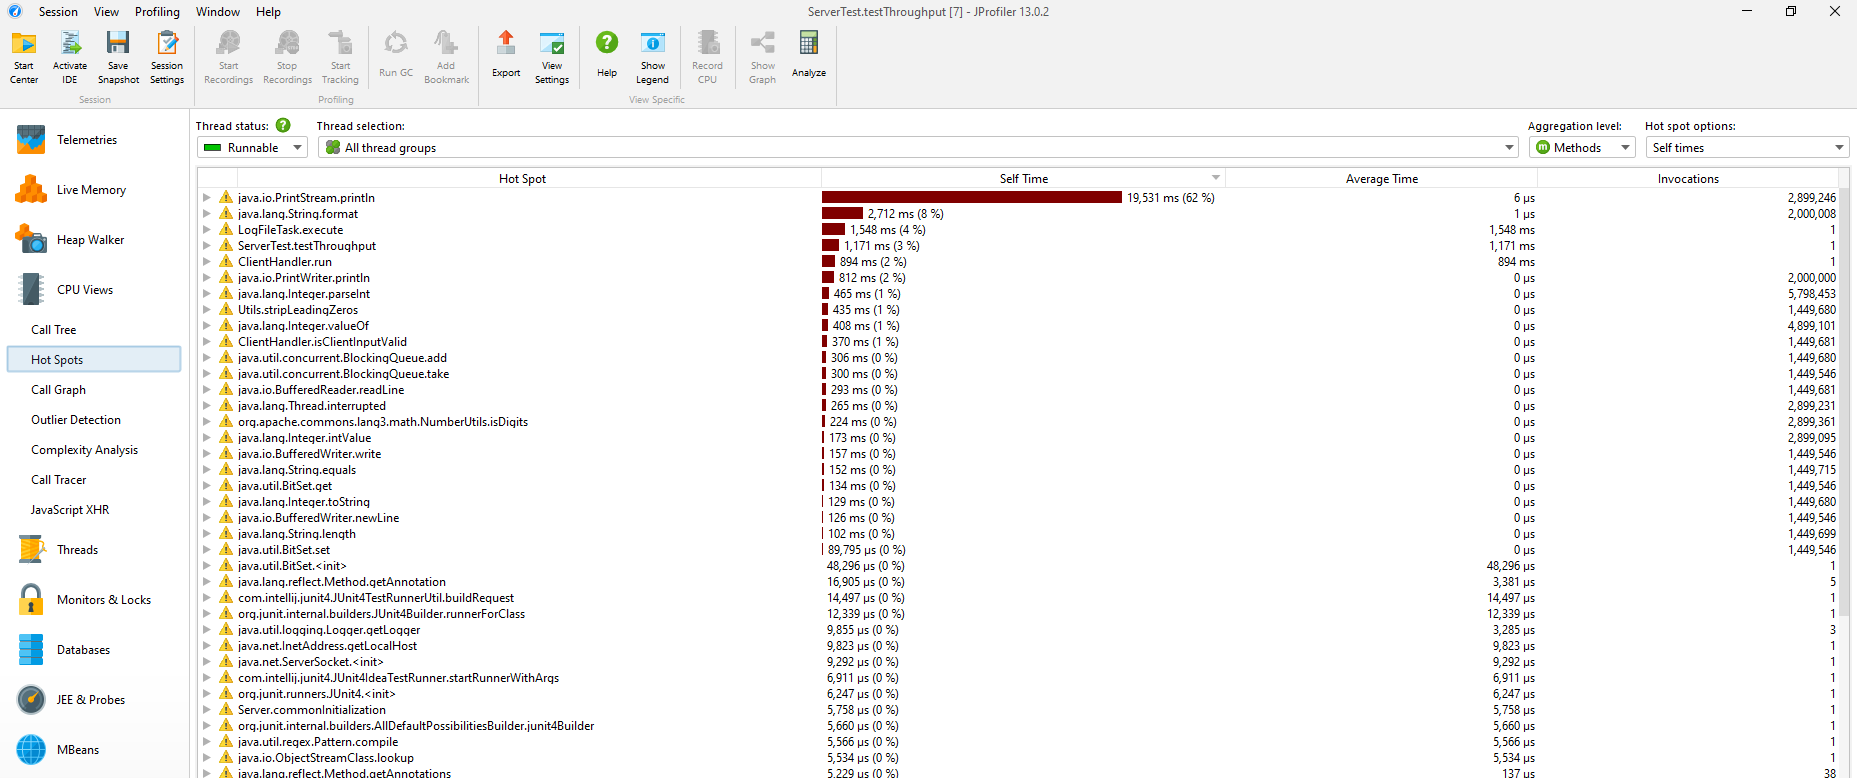 Session View Profiling Window Help ServerTest.testThroughput [7] - JProfiler 13.0.2
Start Center Activate IDE Save Snapshot Session Settings Start Recordings Stop Recordings Start Tracking Run GC Add Bookmark Export View Settings Help Show Legend Record CPU Show Graph Analyze
Session Profiling View Specific
Telemetries
Live Memory
Heap Walker
CPU Views
Call Tree
Hot Spots
Call Graph
Outlier Detection
Complexity Analysis
Call Tracer
JavaScript XHR
Threads
Monitors & Locks
Databases
JEE & Probes
MBeans
Thread status: ? Thread selection: Aggregation level: Hot spot options:
Runnable All thread groups m Methods Self times
Hot Spot Self Time Average Time Invocations
java.io.PrintStream.println 19,531 ms (62 %) 6 µs 2,899,246
java.lang.String.format 2,712 ms (8 %) 1 µs 2,000,008
LogFileTask.execute 1,548 ms (4 %) 1,548 ms 1
ServerTest.testThroughput 1,171 ms (3 %) 1,171 ms 1
ClientHandler.run 894 ms (2 %) 894 ms 1
java.io.PrintWriter.println 812 ms (2 %) 0 µs 2,000,000
java.lang.Integer.parseInt 465 ms (1 %) 0 µs 5,798,453
Utils.stripLeadingZeros 435 ms (1 %) 0 µs 1,449,680
java.lang.Integer.valueOf 408 ms (1 %) 0 µs 4,899,101
ClientHandler.isClientInputValid 370 ms (1 %) 0 µs 1,449,681
java.util.concurrent.BlockingQueue.add 306 ms (0 %) 0 µs 1,449,680
java.util.concurrent.BlockingQueue.take 300 ms (0 %) 0 µs 1,449,546
java.io.BufferedReader.readLine 293 ms (0 %) 0 µs 1,449,681
java.lang.Thread.interrupted 265 ms (0 %) 0 µs 2,899,231
org.apache.commons.lang3.math.NumberUtils.isDigits 224 ms (0 %) 0 µs 2,899,361
java.lang.Integer.intValue 173 ms (0 %) 0 µs 2,899,095
java.io.BufferedWriter.write 157 ms (0 %) 0 µs 1,449,546
java.lang.String.equals 152 ms (0 %) 0 µs 1,449,715
java.util.BitSet.get 134 ms (0 %) 0 µs 1,449,546
java.lang.Integer.toString 129 ms (0 %) 0 µs 1,449,680
java.io.BufferedWriter.newLine 126 ms (0 %) 0 µs 1,449,546
java.lang.String.length 102 ms (0 %) 0 µs 1,449,699
java.util.BitSet.set 89,795 µs (0 %) 0 µs 1,449,546
java.util.BitSet.<init> 48,296 µs (0 %) 48,296 µs 1
java.lang.reflect.Method.getAnnotation 16,905 µs (0 %) 3,381 µs 5
com.intellij.junit4.JUnit4TestRunnerUtil.buildRequest 14,497 µs (0 %) 14,497 µs 1
org.junit.internal.builders.JUnit4Builder.runnerForClass 12,339 µs (0 %) 12,339 µs 1
java.util.logging.Logger.getLogger 9,855 µs (0 %) 3,285 µs 3
java.net.InetAddress.getLocalHost 9,823 µs (0 %) 9,823 µs 1
java.net.ServerSocket.<init> 9,292 µs (0 %) 9,292 µs 1
com.intellij.junit4.JUnit4IdeaTestRunner.startRunnerWithArgs 6,911 µs (0 %) 6,911 µs 1
org.junit.runners.JUnit4.<init> 6,247 µs (0 %) 6,247 µs 1
Server.commonInitialization 5,758 µs (0 %) 5,758 µs 1
org.junit.internal.builders.AllDefaultPossibilitiesBuilder.junit4Builder 5,660 µs (0 %) 5,660 µs 1
java.util.regex.Pattern.compile 5,566 µs (0 %) 5,566 µs 1
java.io.ObjectStreamClass.lookup 5,534 µs (0 %) 5,534 µs 1
java.lang.reflect.Method.getAnnotations 5,229 µs (0 %) 137 µs 38